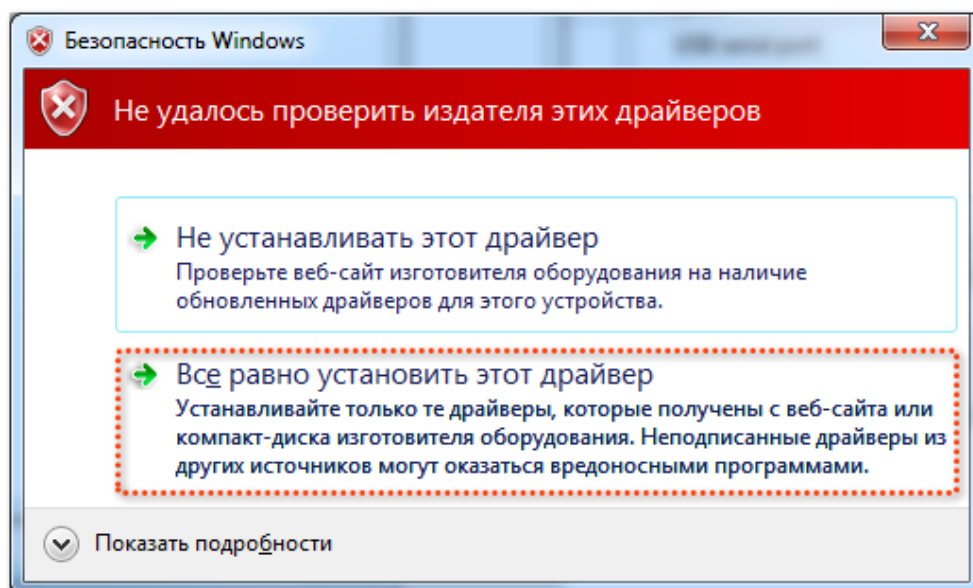 Безопасность Windows
Не удалось проверить издателя этих драйверов
Не устанавливать этот драйвер
Проверьте веб-сайт изготовителя оборудования на наличие
обновленных драйверов для этого устройства.
Все равно установить этот драйвер
Устанавливайте только те драйверы, которые получены с веб-сайта или
компакт-диска изготовителя оборудования. Неподписанные драйверы из
других источников могут оказаться вредоносными программами.
Показать подробности